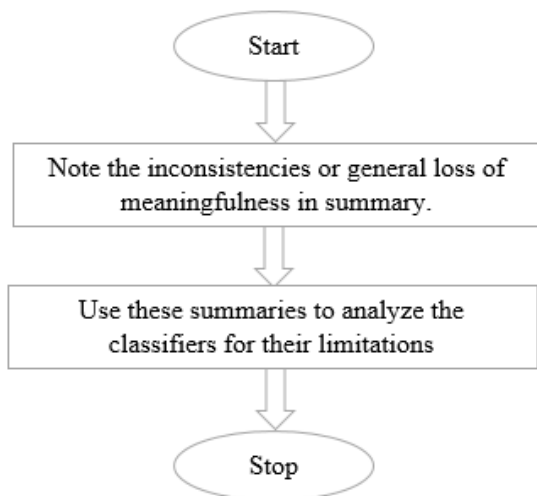 Start
Note the inconsistencies or general loss of
meaningfulness in summary.
Use these summaries to analyze the
classifiers for their limitations
Stop